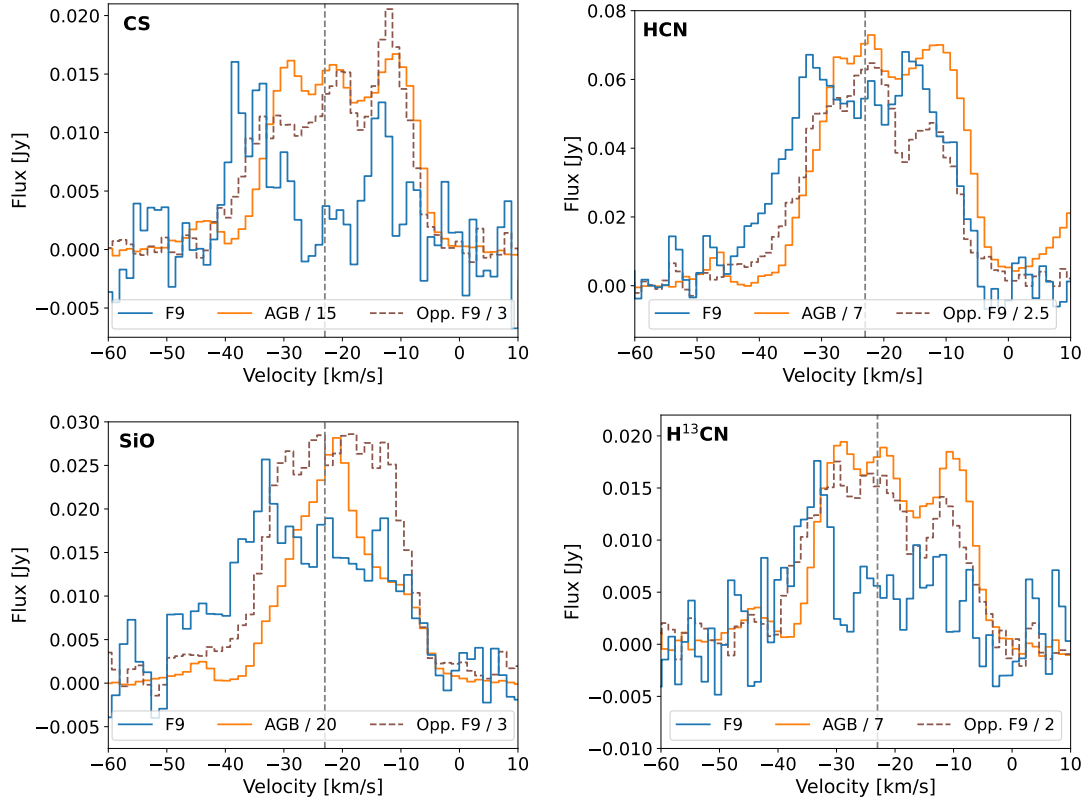 CS
Flux [Jy]
0.020
0.015
0.010
0.005
0.000
−0.005
F9 AGB / 15 Opp. F9 / 3
−60 −50 −40 −30 −20 −10 0 10
Velocity [km/s]
HCN
Flux [Jy]
0.08
0.06
0.04
0.02
0.00
F9 AGB / 7 Opp. F9 / 2.5
−60 −50 −40 −30 −20 −10 0 10
Velocity [km/s]
SiO
Flux [Jy]
0.030
0.025
0.020
0.015
0.010
0.005
0.000
−0.005
F9 AGB / 20 Opp. F9 / 3
−60 −50 −40 −30 −20 −10 0 10
Velocity [km/s]
H¹³CN
Flux [Jy]
0.020
0.015
0.010
0.005
0.000
−0.005
−0.010
F9 AGB / 7 Opp. F9 / 2
−60 −50 −40 −30 −20 −10 0 10
Velocity [km/s]